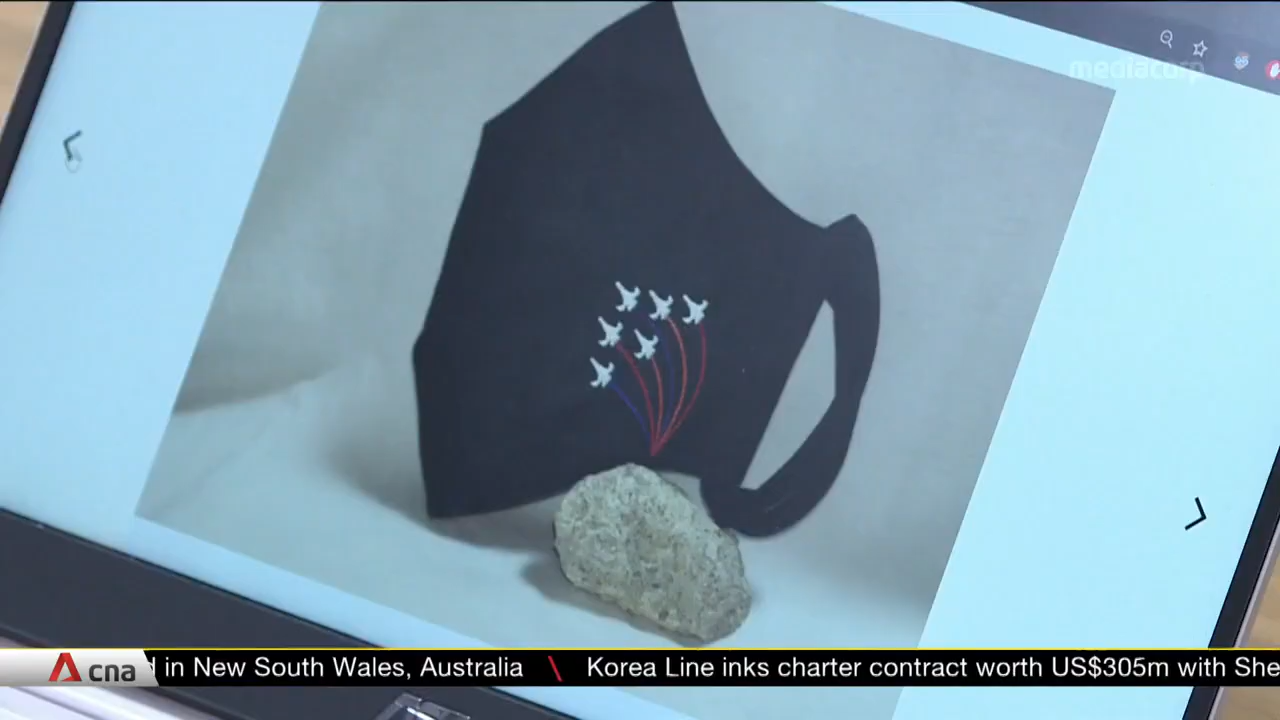 mediacorp
cna
d in New South Wales, Australia \ Korea Line inks charter contract worth US$305m with She